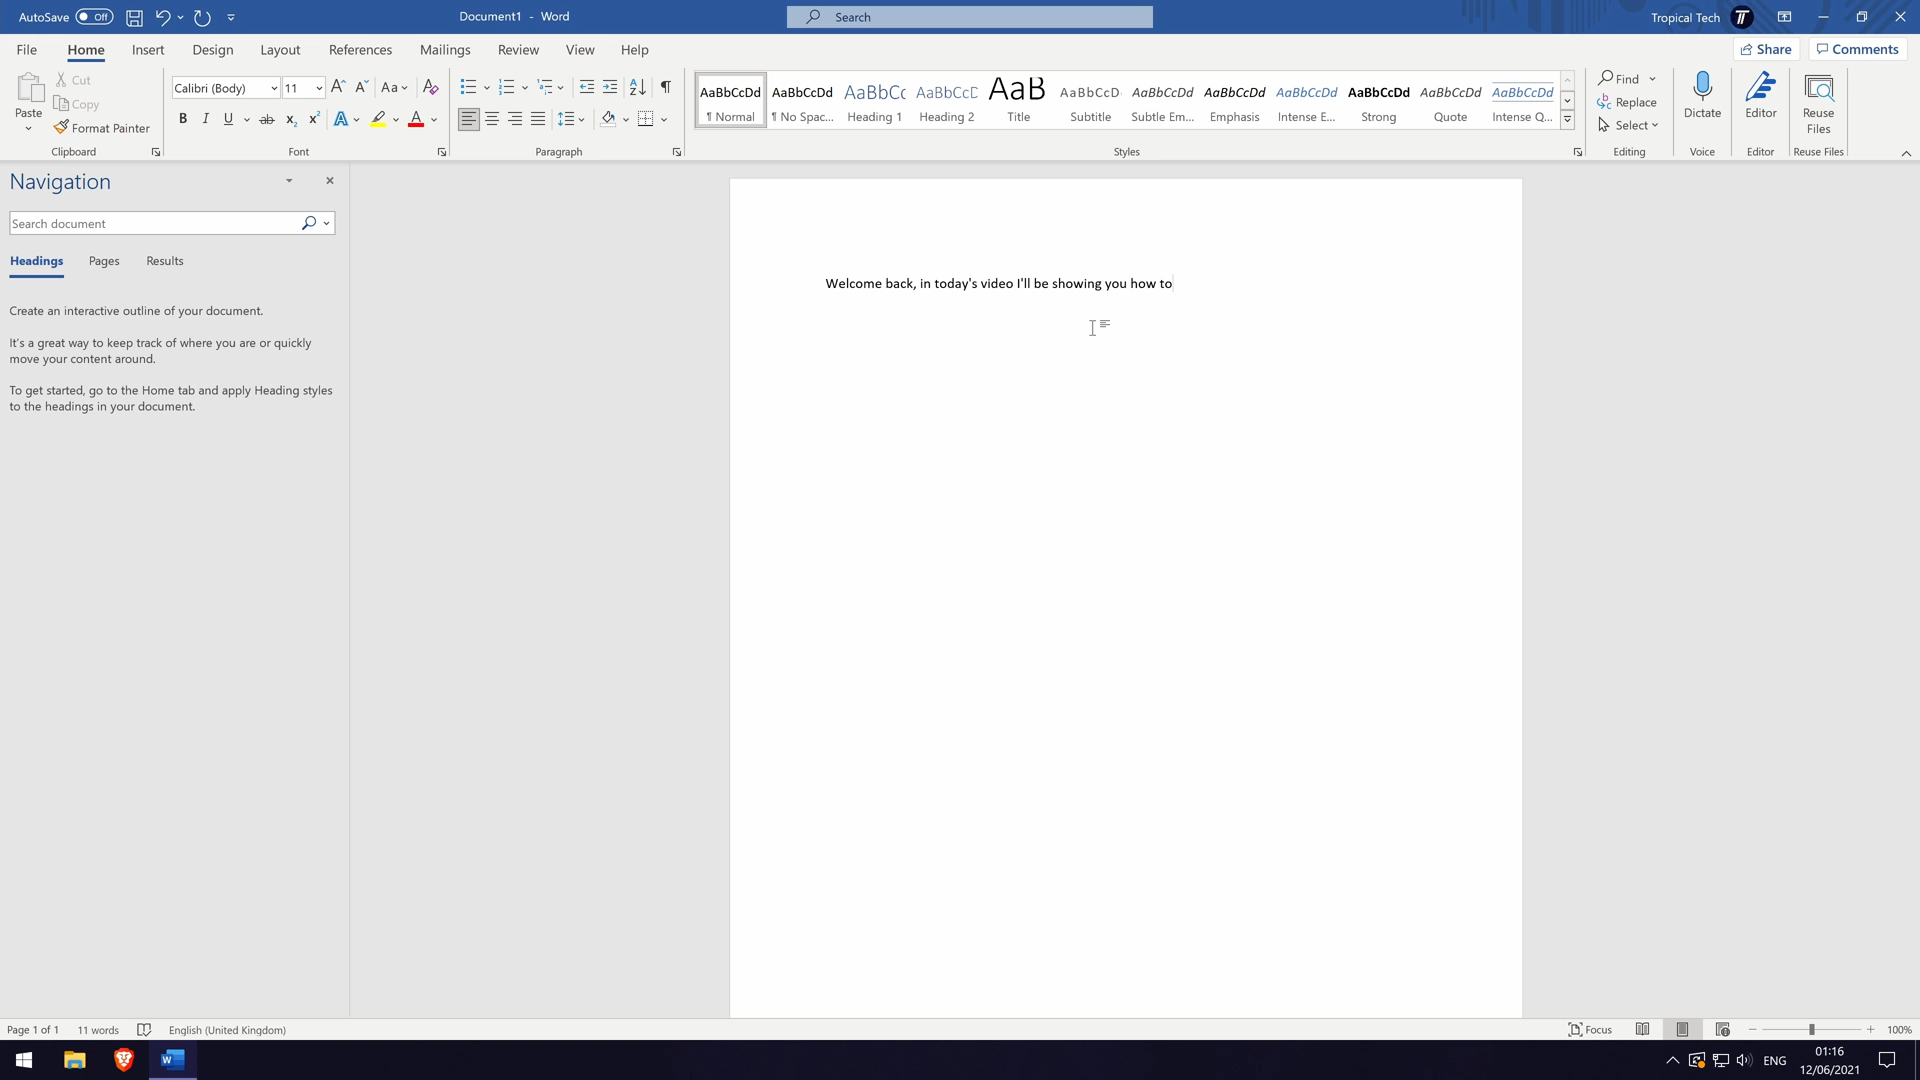 AutoSave Off Document1 - Word Search Tropical Tech
File Home Insert Design Layout References Mailings Review View Help Share Comments
Paste Cut Copy Format Painter
Clipboard
Calibri (Body) 11 Aa
B I U ab x₂ x² A A
Font
Paragraph
AaBbCcDd AaBbCcDd AaBbCc AaBbCcD AaB AaBbCcD AaBbCcDd AaBbCcDd AaBbCcDd AaBbCcDd AaBbCcDd AaBbCcDd
¶ Normal ¶ No Spac... Heading 1 Heading 2 Title Subtitle Subtle Em... Emphasis Intense E... Strong Quote Intense Q...
Styles
Find
Replace
Select
Editing
Dictate
Voice
Editor
Editor
Reuse
Files
Reuse Files
Navigation
Search document
Headings Pages Results
Create an interactive outline of your document.
It's a great way to keep track of where you are or quickly
move your content around.
To get started, go to the Home tab and apply Heading styles
to the headings in your document.
Welcome back, in today's video I'll be showing you how to
Page 1 of 1 11 words English (United Kingdom) Focus 100%
W ENG 01:16
12/06/2021